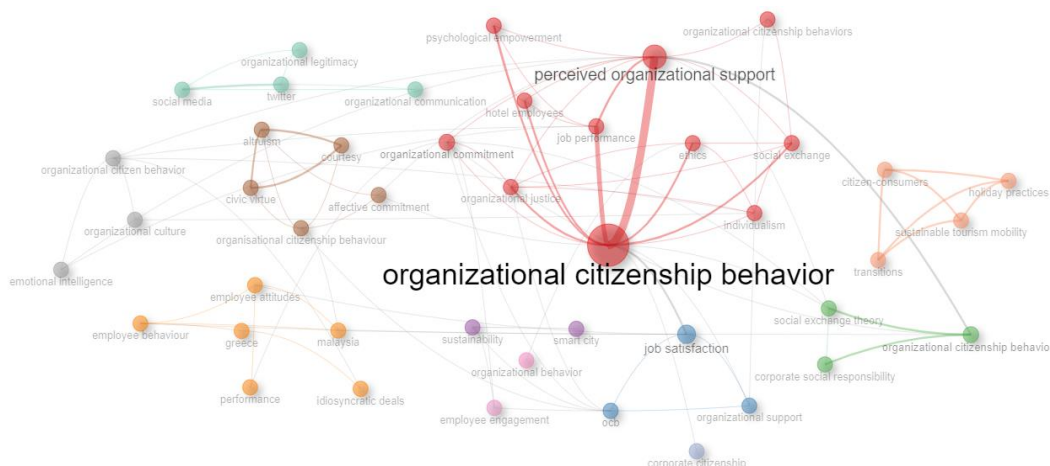 organizational citizenship behaviors
psychological empowerment
organizational legitimacy
perceived organizational support
twitter
social media
organizational communication
hotel employees
job performance
altruism
courtesy
organizational commitment
ethics
social exchange
organizational citizen behavior
citizen-consumers
holiday practices
civic virtue
affective commitment
organizational justice
organizational culture
organisational citizenship behaviour
individualism
sustainable tourism mobility
emotional intelligence
organizational citizenship behavior
transitions
employee attitudes
social exchange theory
employee behaviour
greece
malaysia
sustainability
smart city
job satisfaction
organizational citizenship behavio
organizational behavior
corporate social responsibility
performance
idiosyncratic deals
employee engagement
ocb
organizational support
corporate citizenship